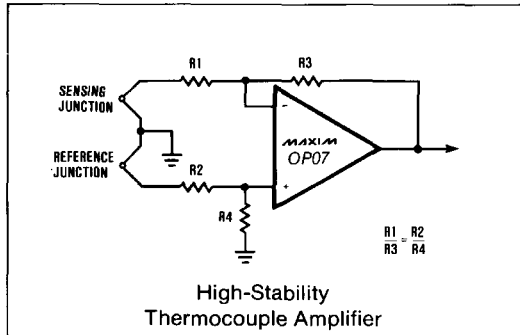 R1
R3
SENSING
JUNCTION
REFERENCE
JUNCTION
R2
R4
−
+
MAXIM
OP07
R1/R3 = R2/R4
High-Stability
Thermocouple Amplifier